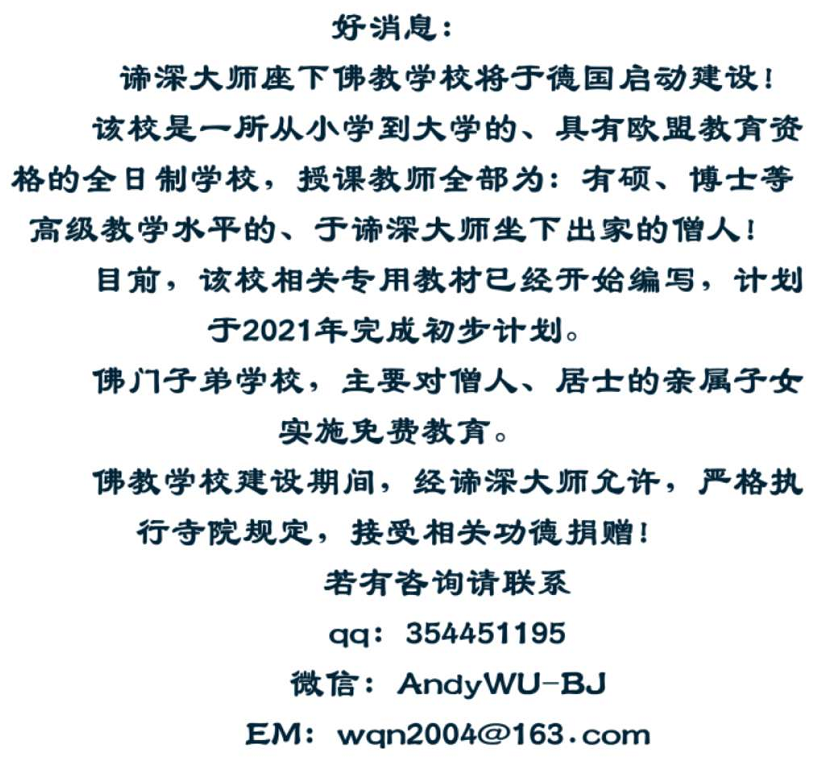 好消息：
谛深大师座下佛教学校将于德国启动建设！
该校是一所从小学到大学的、具有欧盟教育资
格的全日制学校，授课教师全部为：有硕、博士等
高级教学水平的、于谛深大师坐下出家的僧人！
目前，该校相关专用教材已经开始编写，计划
于2021年完成初步计划。
佛门子弟学校，主要对僧人、居士的亲属子女
实施免费教育。
佛教学校建设期间，经谛深大师允许，严格执
行寺院规定，接受相关功德捐赠！
若有咨询请联系
qq：354451195
微信：AndyWU-BJ
EM：wqn2004@163.com